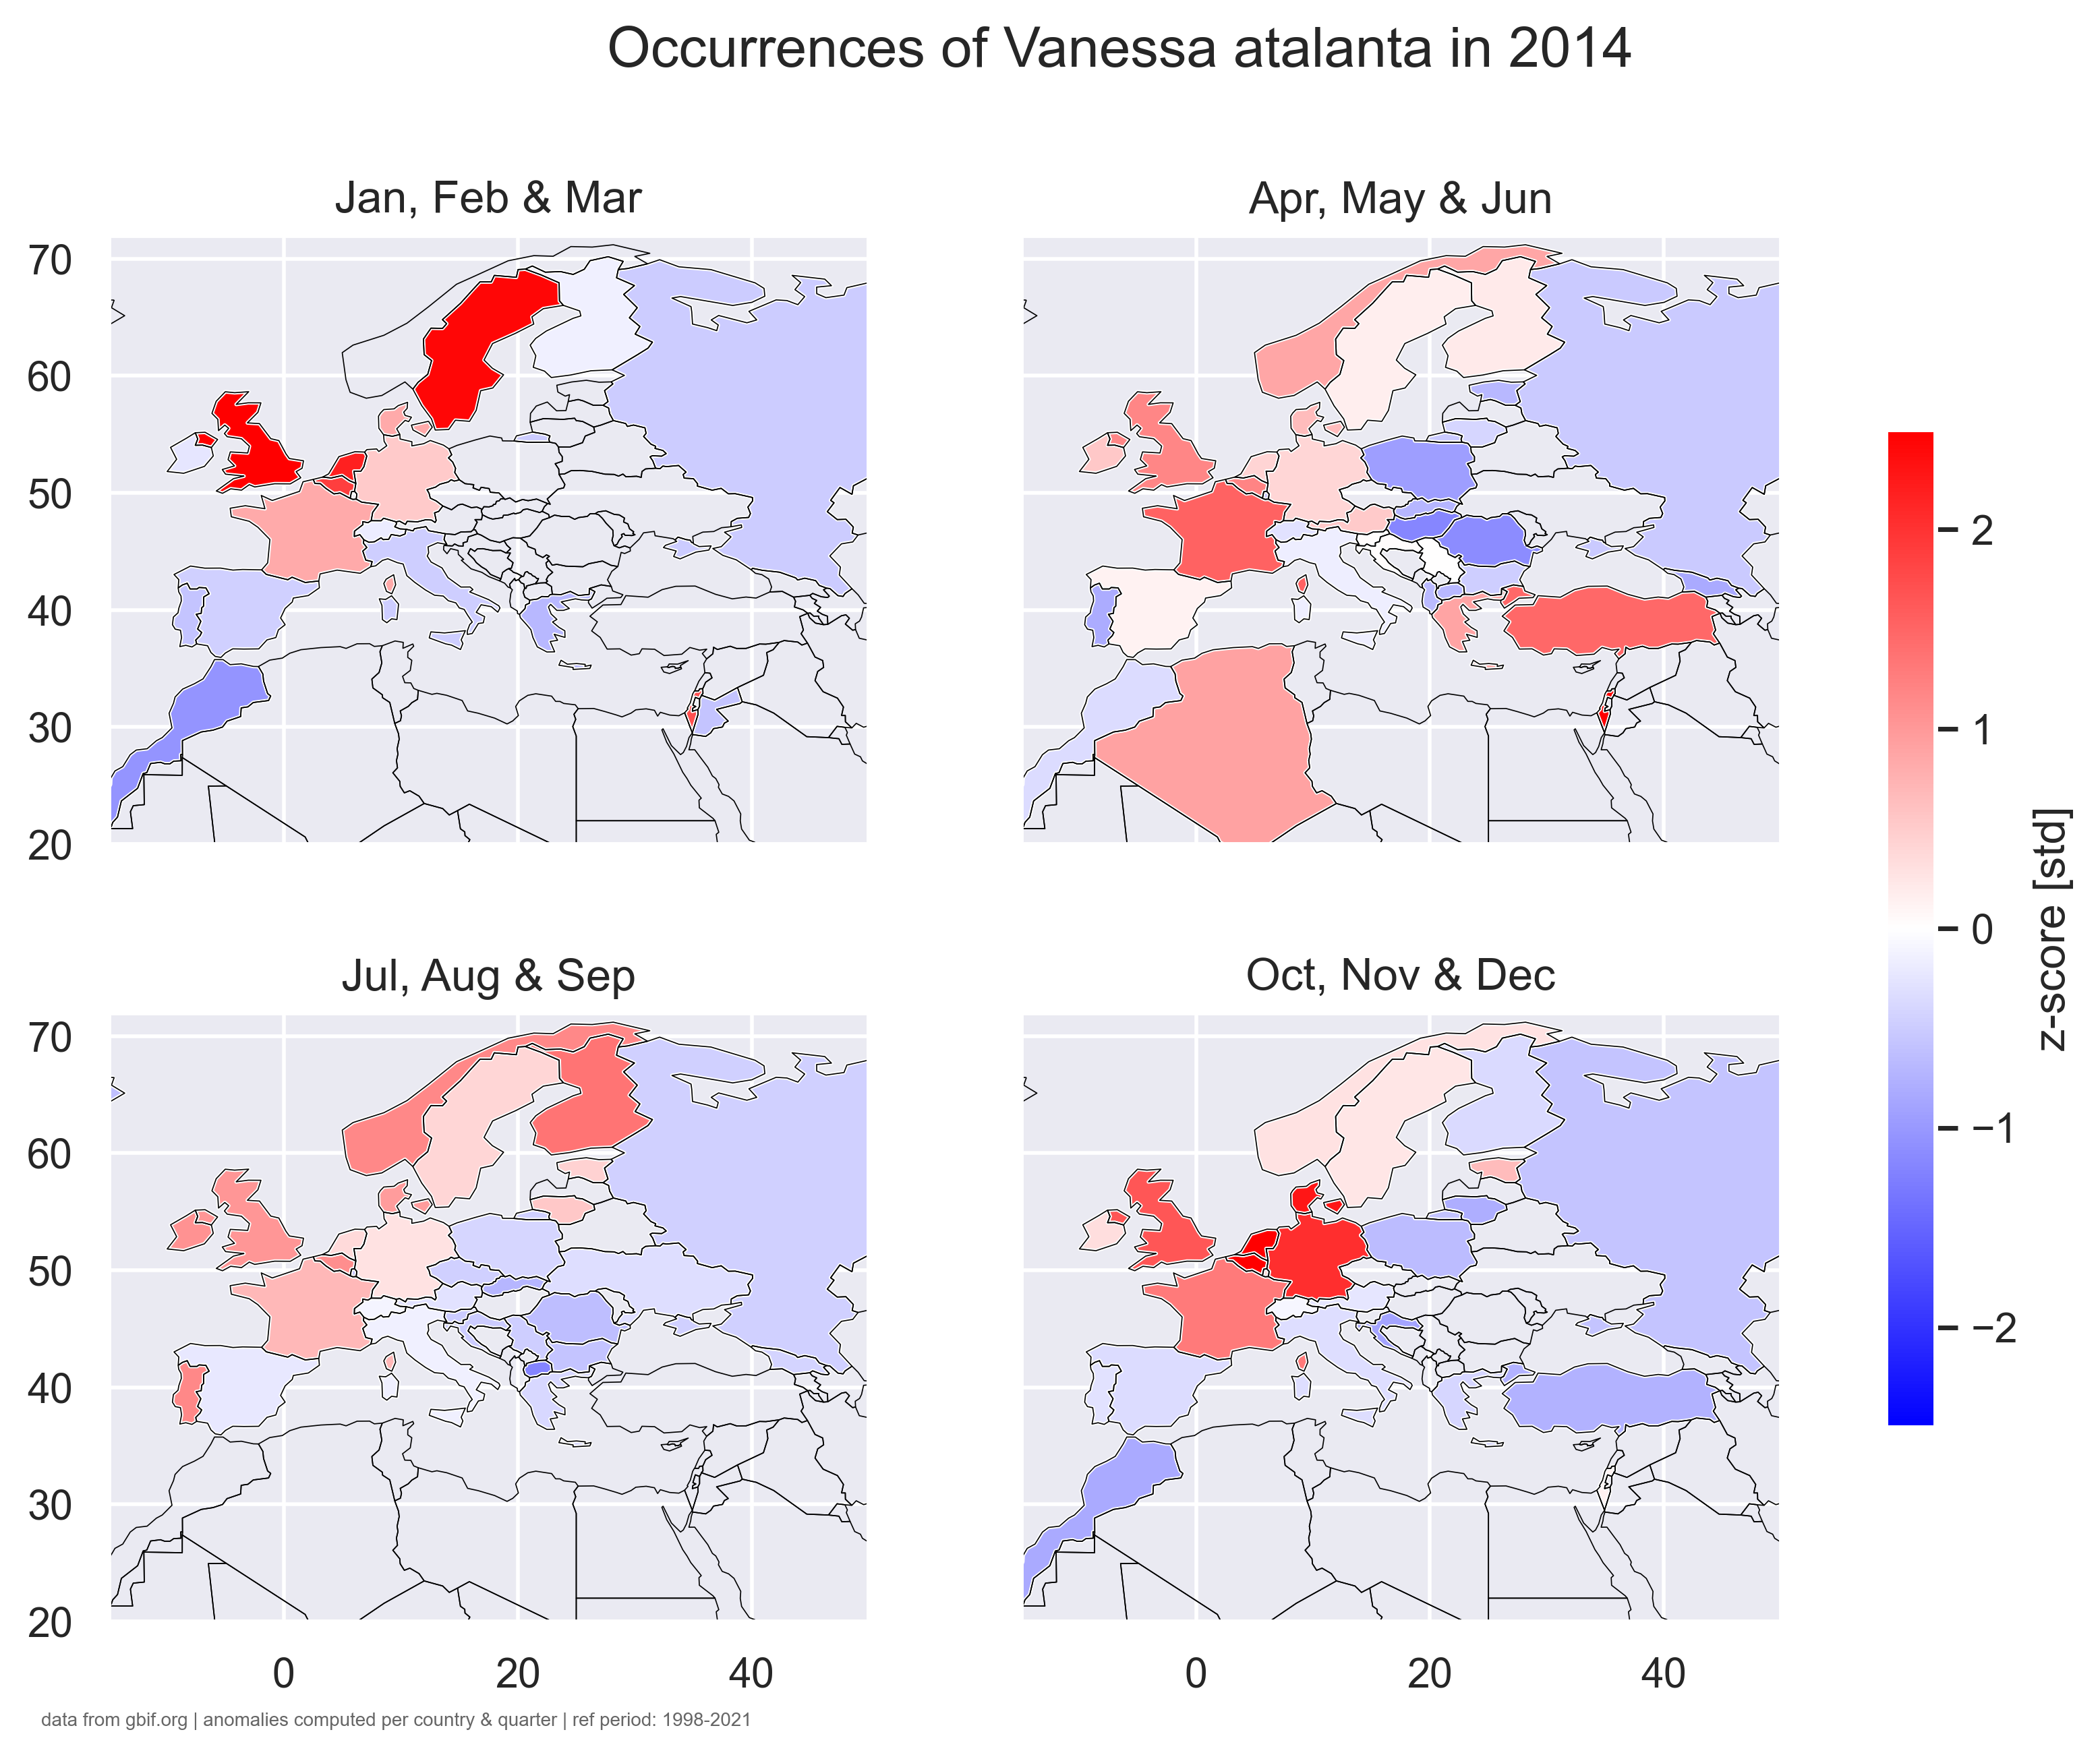 Occurrences of Vanessa atalanta in 2014
Jan, Feb & Mar
Apr, May & Jun
70
60
50
40
30
20
Jul, Aug & Sep
Oct, Nov & Dec
70
60
50
40
30
20
0 20 40
0 20 40
2
1
0
−1
−2
z-score [std]
data from gbif.org | anomalies computed per country & quarter | ref period: 1998-2021